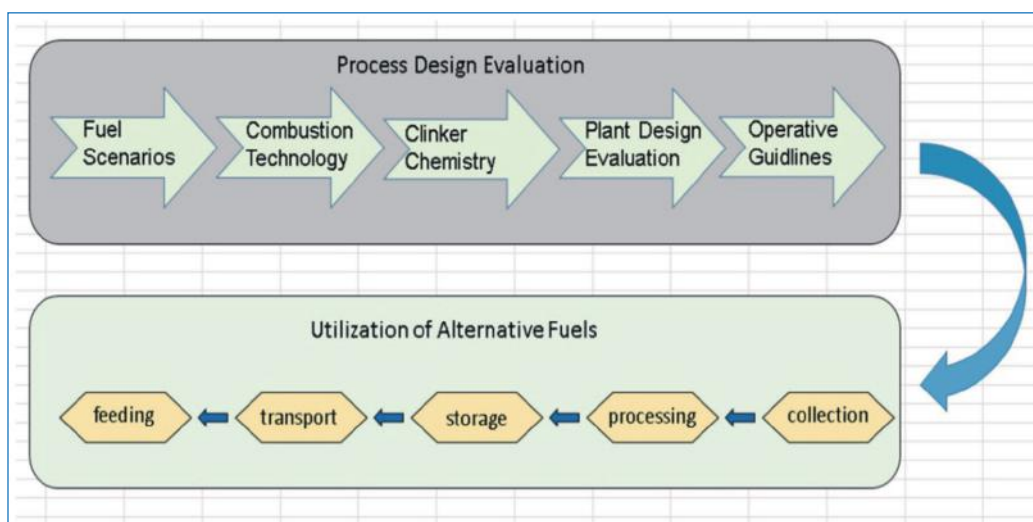 Process Design Evaluation
Fuel
Scenarios
Combustion
Technology
Clinker
Chemistry
Plant Design
Evaluation
Operative
Guidlines
Utilization of Alternative Fuels
feeding
transport
storage
processing
collection